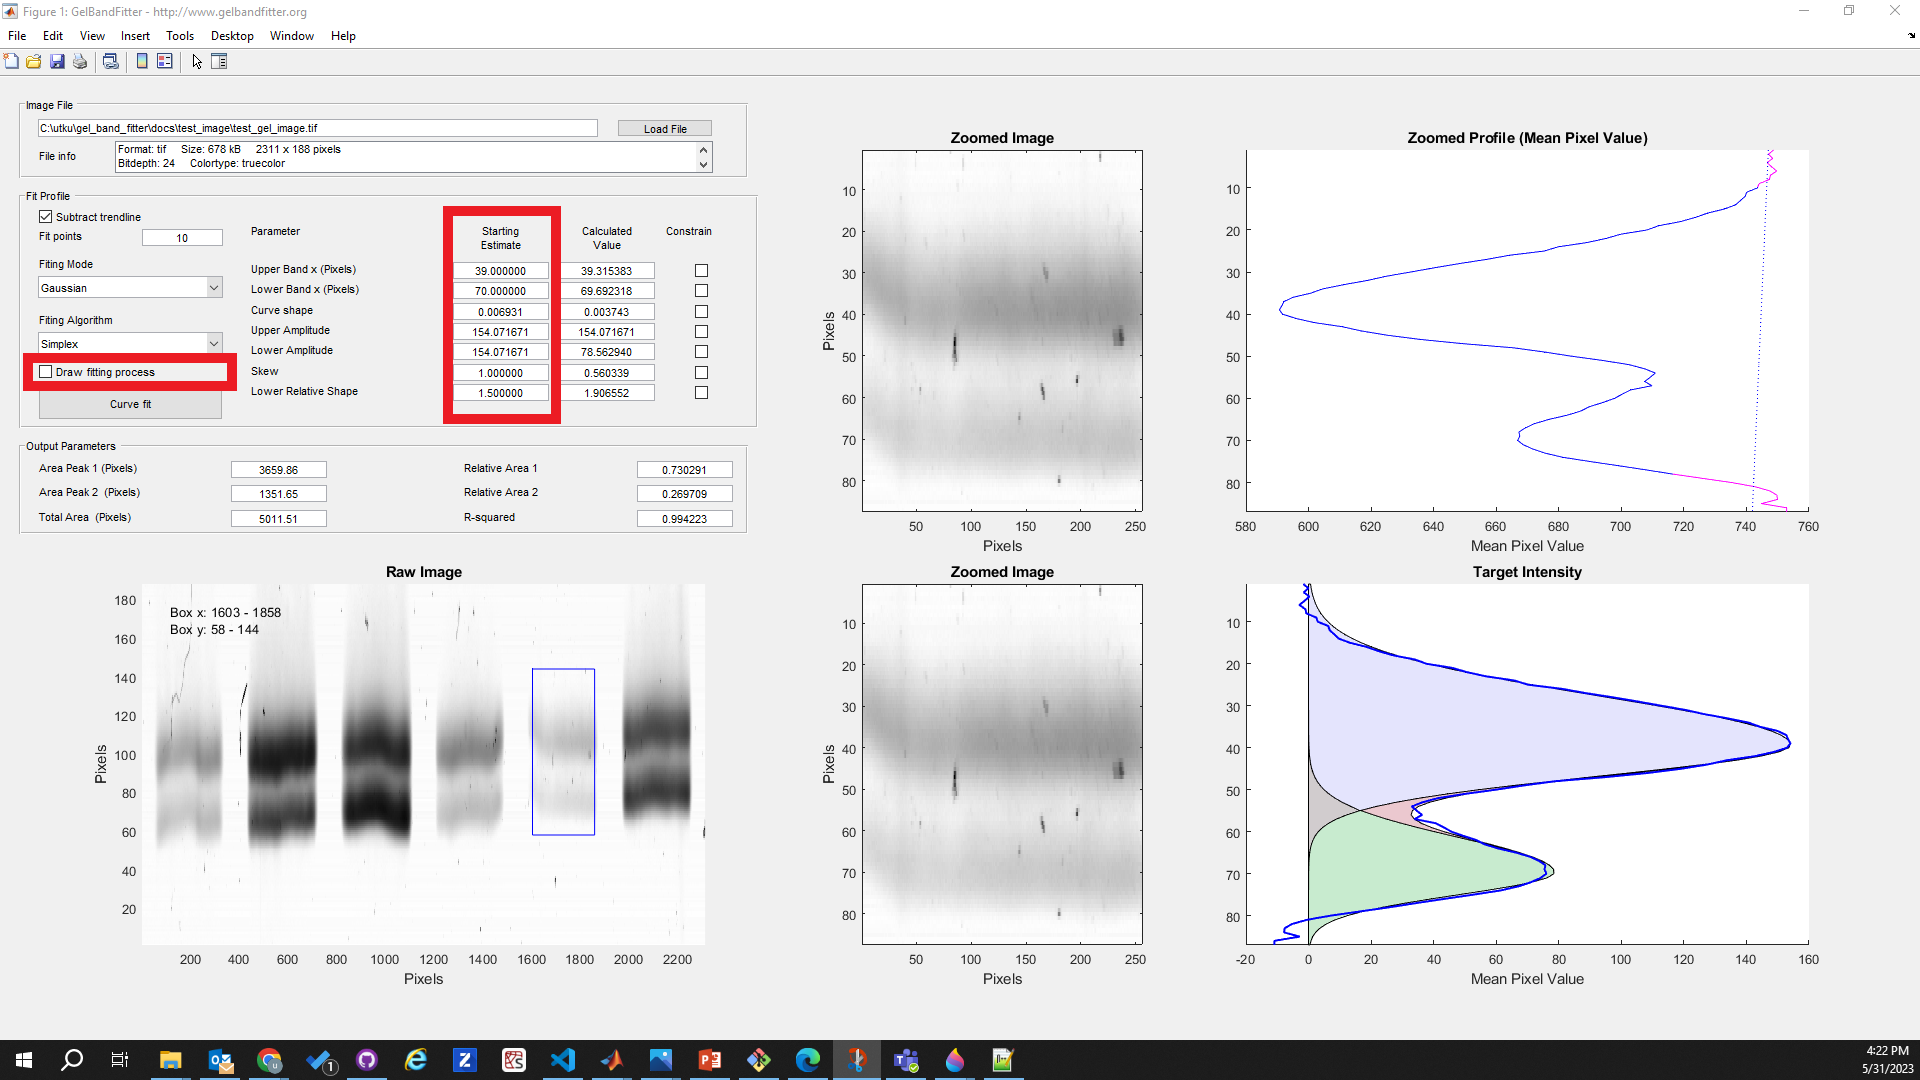 Figure 1: GelBandFitter - http://www.gelbandfitter.org
File Edit View Insert Tools Desktop Window Help
Image File
C:\utku\gel_band_fitter\docs\test_image\test_gel_image.tif
Load File
File info
Format: tif Size: 678 kB 2311 x 188 pixels
Bitdepth: 24 Colortype: truecolor
Fit Profile
Subtract trendline
Fit points 10
Fiting Mode
Gaussian
Fiting Algorithm
Simplex
Draw fitting process
Curve fit
Parameter Starting Estimate Calculated Value Constrain
Upper Band x (Pixels) 39.000000 39.315383
Lower Band x (Pixels) 70.000000 69.692318
Curve shape 0.006931 0.003743
Upper Amplitude 154.071671 154.071671
Lower Amplitude 154.071671 78.562940
Skew 1.000000 0.560339
Lower Relative Shape 1.500000 1.906552
Output Parameters
Area Peak 1 (Pixels) 3659.86 Relative Area 1 0.730291
Area Peak 2 (Pixels) 1351.65 Relative Area 2 0.269709
Total Area (Pixels) 5011.51 R-squared 0.994223
Zoomed Image
10
20
30
40
50
60
70
80
Pixels
50 100 150 200 250
Pixels
Zoomed Profile (Mean Pixel Value)
10
20
30
40
50
60
70
80
580 600 620 640 660 680 700 720 740 760
Mean Pixel Value
Raw Image
Box x: 1603 - 1858
Box y: 58 - 144
180
160
140
120
100
80
60
40
20
Pixels
200 400 600 800 1000 1200 1400 1600 1800 2000 2200
Pixels
Zoomed Image
10
20
30
40
50
60
70
80
Pixels
50 100 150 200 250
Pixels
Target Intensity
10
20
30
40
50
60
70
80
-20 0 20 40 60 80 100 120 140 160
Mean Pixel Value
4:22 PM
5/31/2023